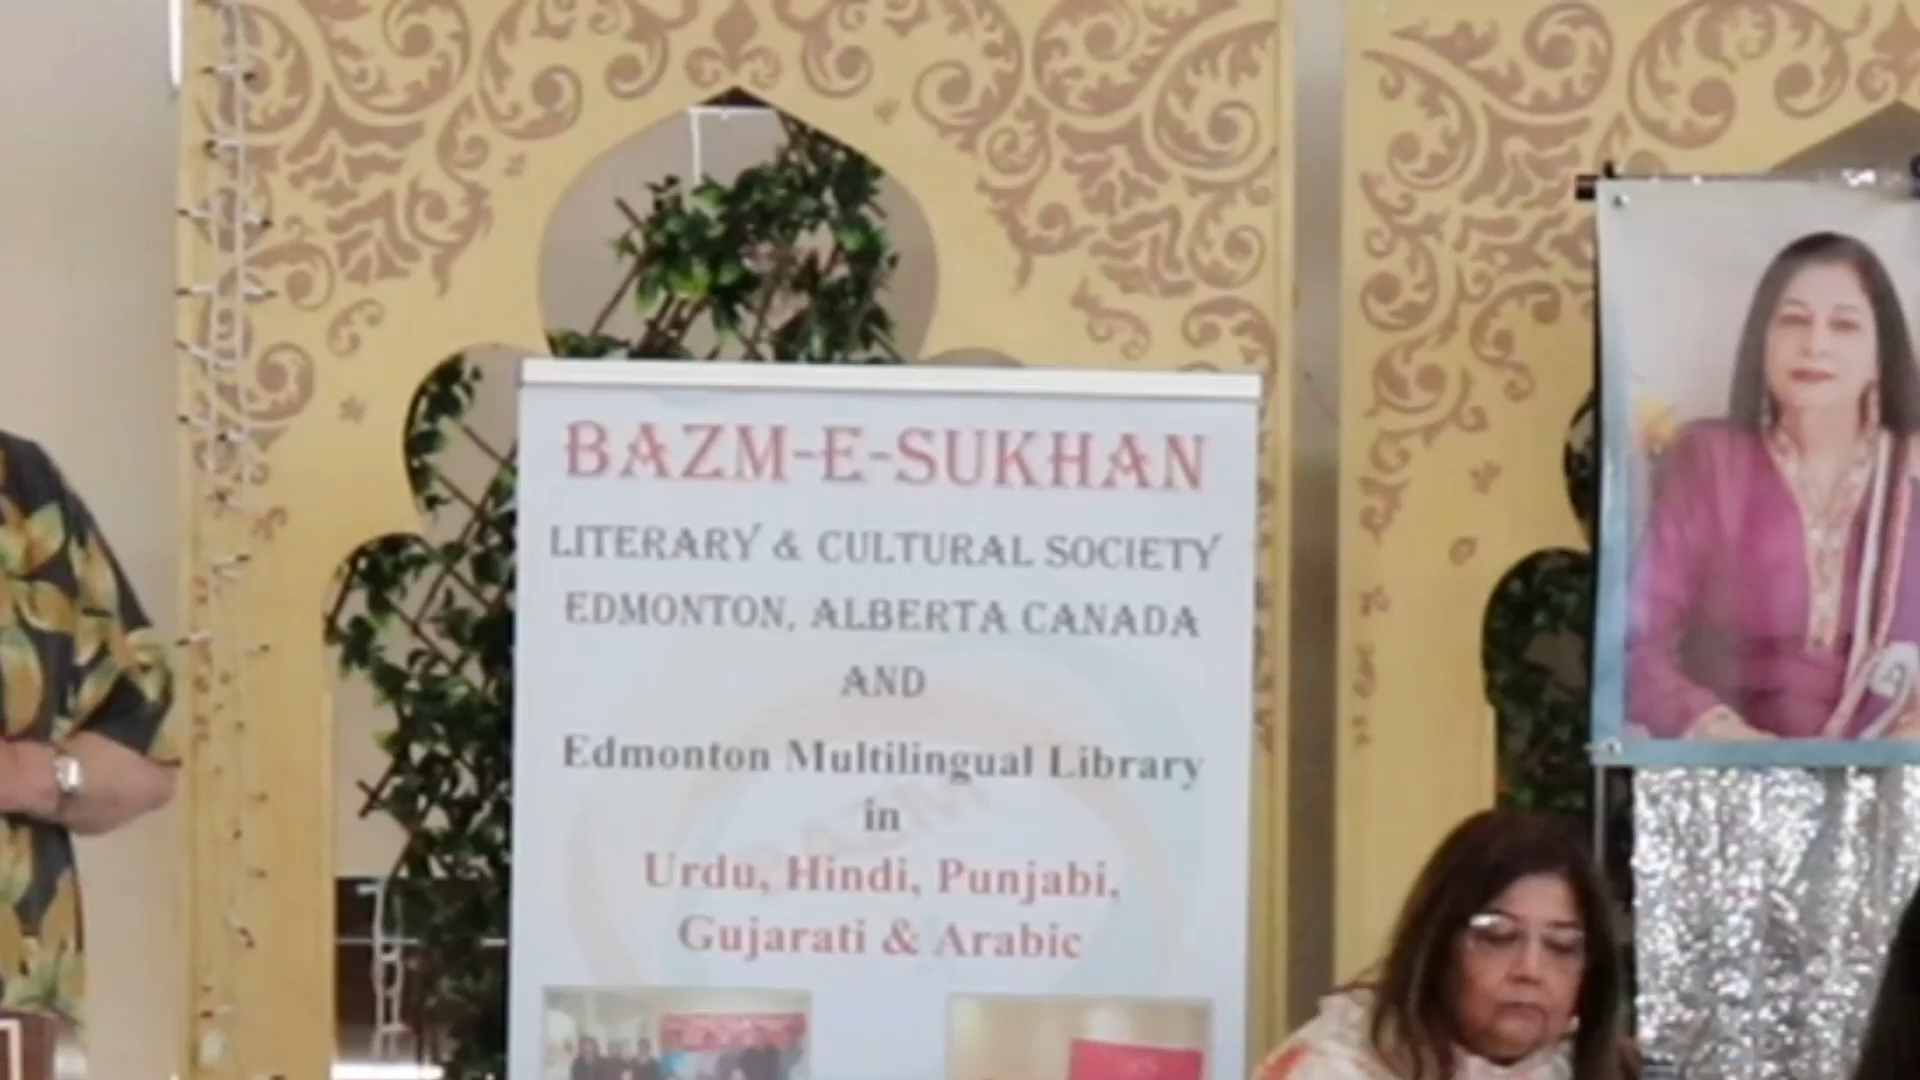 BAZM-E-SUKHAN
LITERARY & CULTURAL SOCIETY
EDMONTON, ALBERTA CANADA
AND
Edmonton Multilingual Library
in
Urdu, Hindi, Punjabi,
Gujarati & Arabic